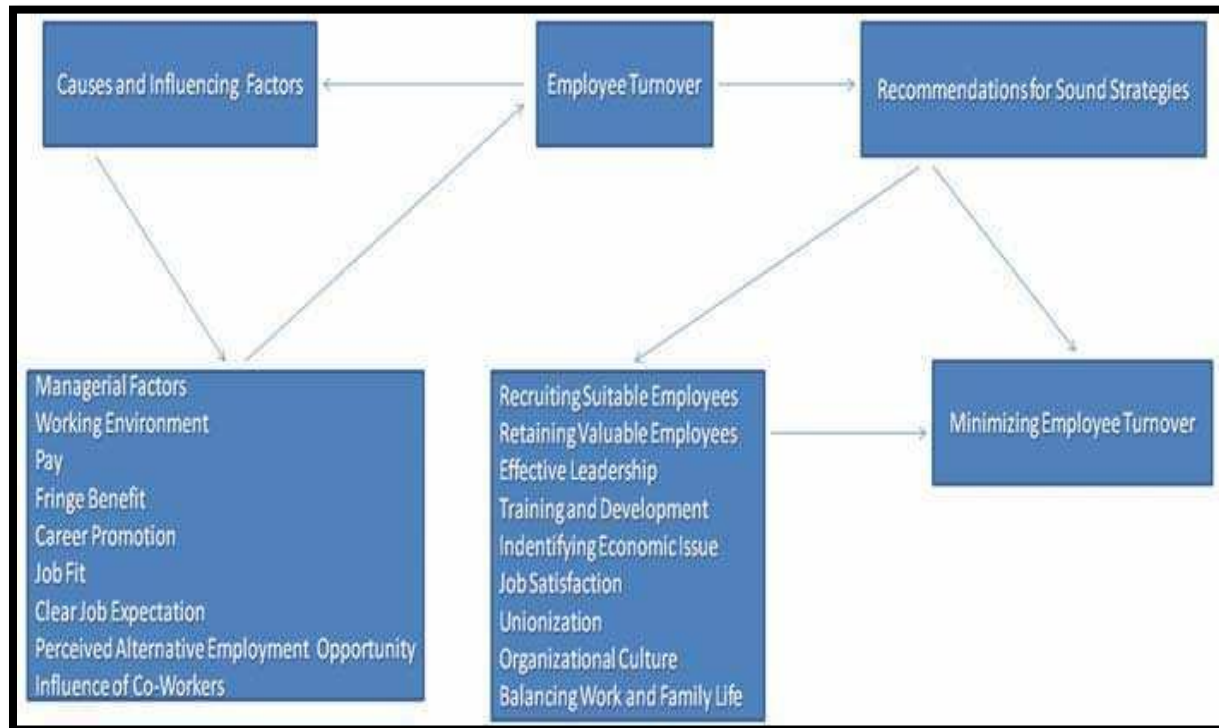 Causes and Influencing Factors
Employee Turnover
Recommendations for Sound Strategies
Managerial Factors
Working Environment
Pay
Fringe Benefit
Career Promotion
Job Fit
Clear Job Expectation
Perceived Alternative Employment Opportunity
Influence of Co-Workers
Recruiting Suitable Employees
Retaining Valuable Employees
Effective Leadership
Training and Development
Indentifying Economic Issue
Job Satisfaction
Unionization
Organizational Culture
Balancing Work and Family Life
Minimizing Employee Turnover